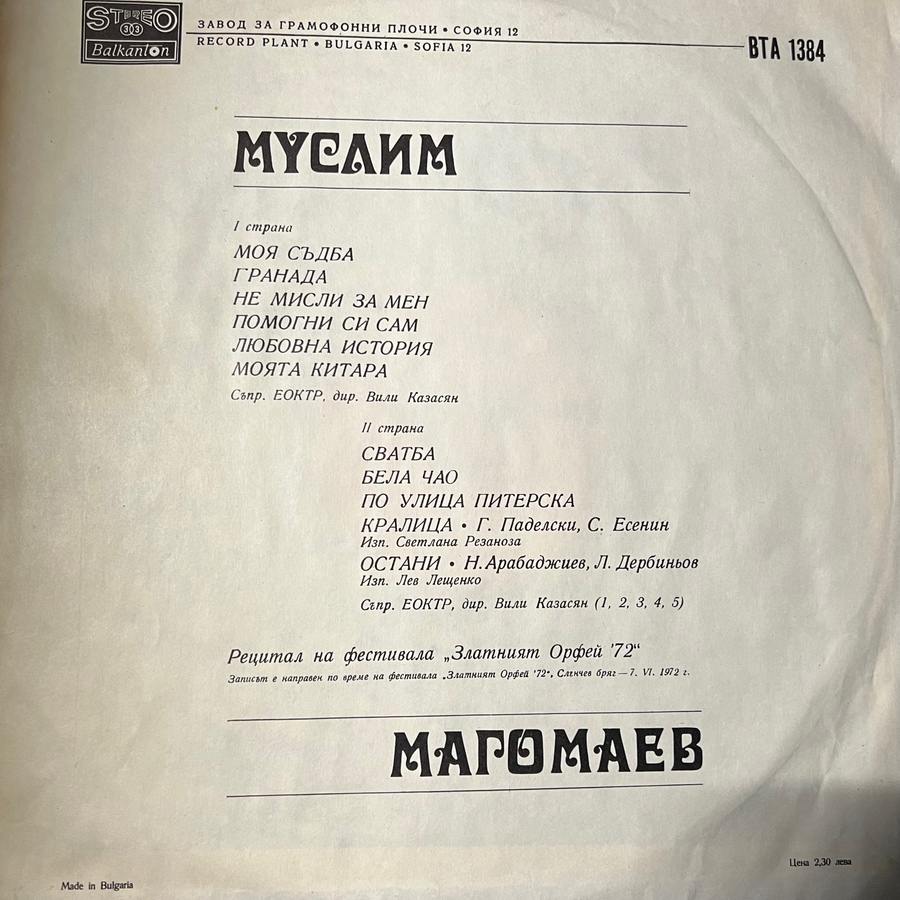 STEREO
33
Balkanton
ЗАВОД ЗА ГРАМОФОННИ ПЛОЧИ • СОФИЯ 12
RECORD PLANT • BULGARIA • SOFIA 12
ВТА 1384
МУСЛИМ
I страна
МОЯ СЪДБА
ГРАНАДА
НЕ МИСЛИ ЗА МЕН
ПОМОГНИ СИ САМ
ЛЮБОВНА ИСТОРИЯ
МОЯТА КИТАРА
Съпр. ЕОКТР, дир. Вили Казасян
II страна
СВАТБА
БЕЛА ЧАО
ПО УЛИЦА ПИТЕРСКА
КРАЛИЦА • Г. Паделски, С. Есенин
Изп. Светлана Резаноза
ОСТАНИ • Н. Арабаджиев, Л. Дербиньов
Изп. Лев Лещенко
Съпр. ЕОКТР, дир. Вили Казасян (1, 2, 3, 4, 5)
Рецитал на фестивала „Златният Орфей '72“
Записът е направен по време на фестивала „Златният Орфей '72“, Слънчев бряг — 7. VI. 1972 г.
МАГОМАЕВ
Цена 2,30 лева
Made in Bulgaria